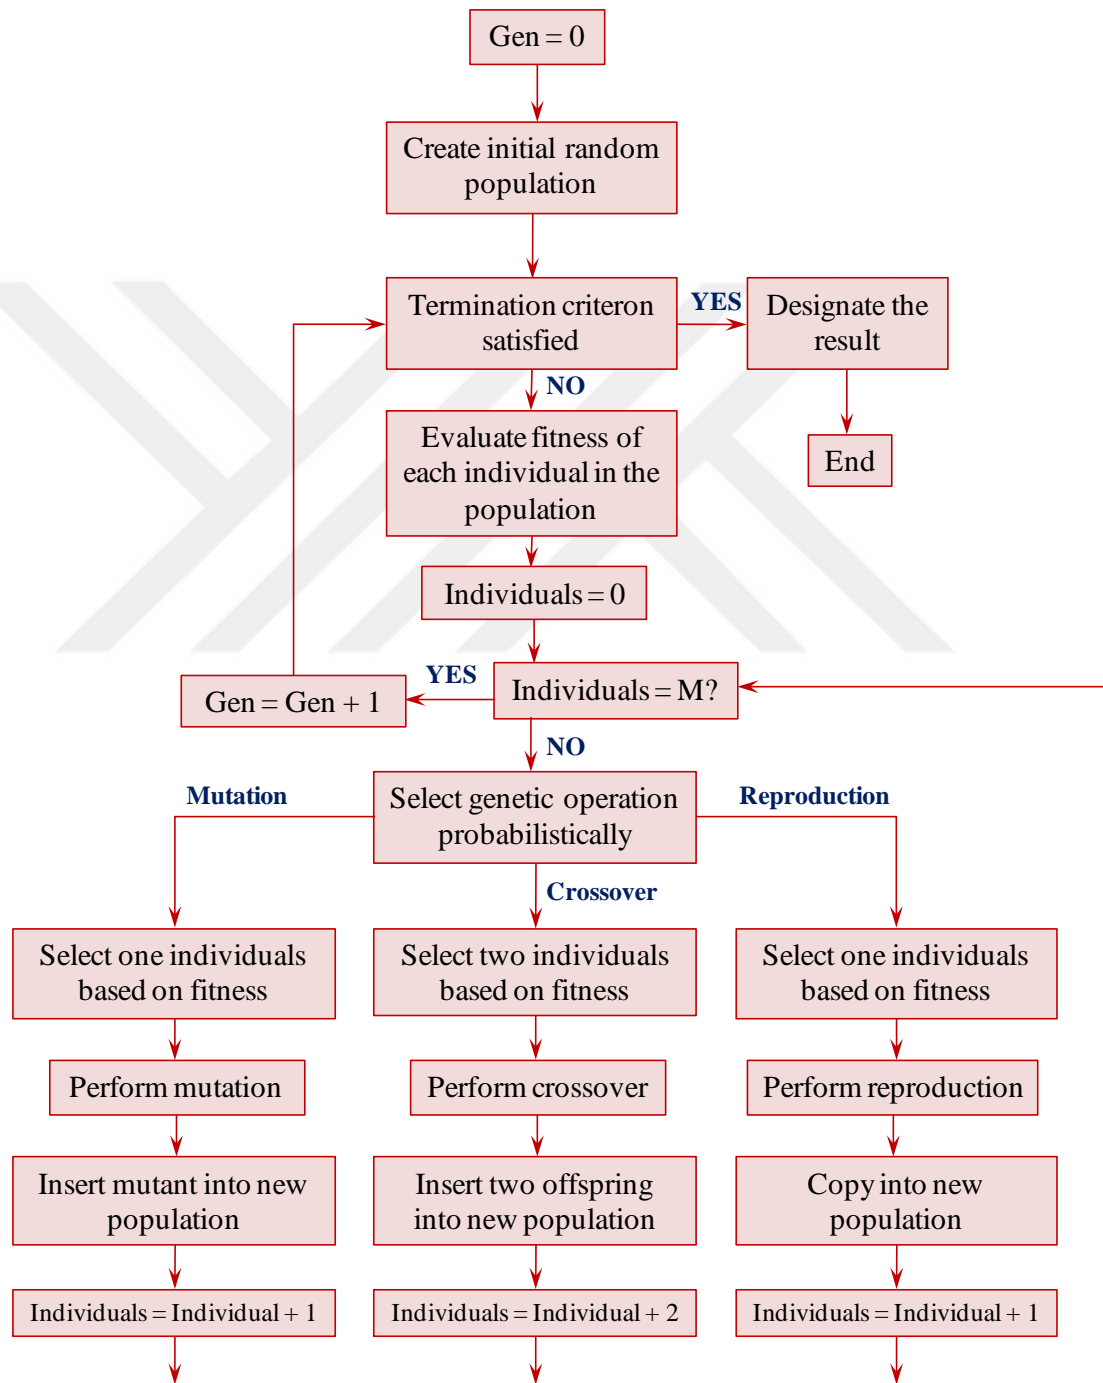 Gen = 0
Create initial random
population
Termination criteron
satisfied
YES
Designate the
result
NO
Evaluate fitness of
each individual in the
population
End
Individuals = 0
YES
Individuals = M?
Gen = Gen + 1
NO
Mutation
Select genetic operation
probabilistically
Reproduction
Crossover
Select one individuals
based on fitness
Select two individuals
based on fitness
Select one individuals
based on fitness
Perform mutation
Perform crossover
Perform reproduction
Insert mutant into new
population
Insert two offspring
into new population
Copy into new
population
Individuals = Individual + 1
Individuals = Individual + 2
Individuals = Individual + 1